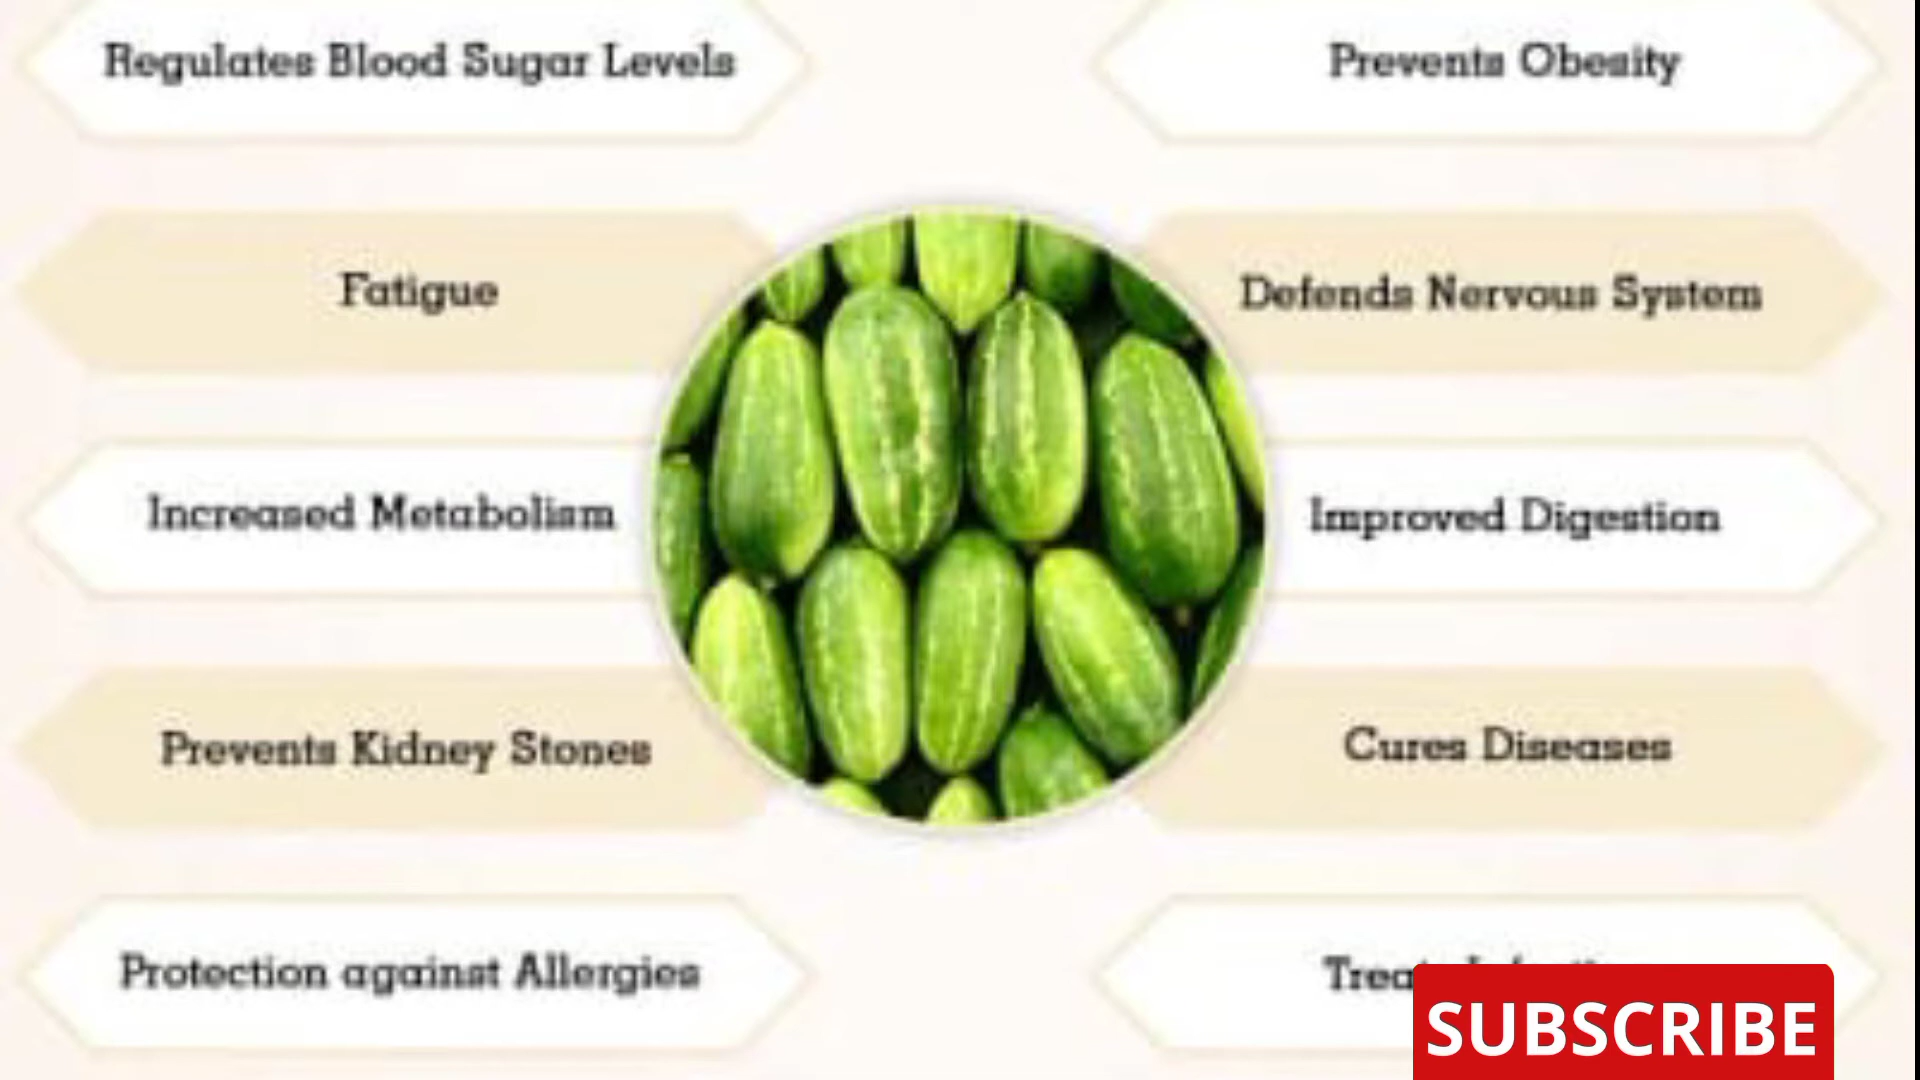 Regulates Blood Sugar Levels
Prevents Obesity
Fatigue
Defends Nervous System
Increased Metabolism
Improved Digestion
Prevents Kidney Stones
Cures Diseases
Protection against Allergies
SUBSCRIBE